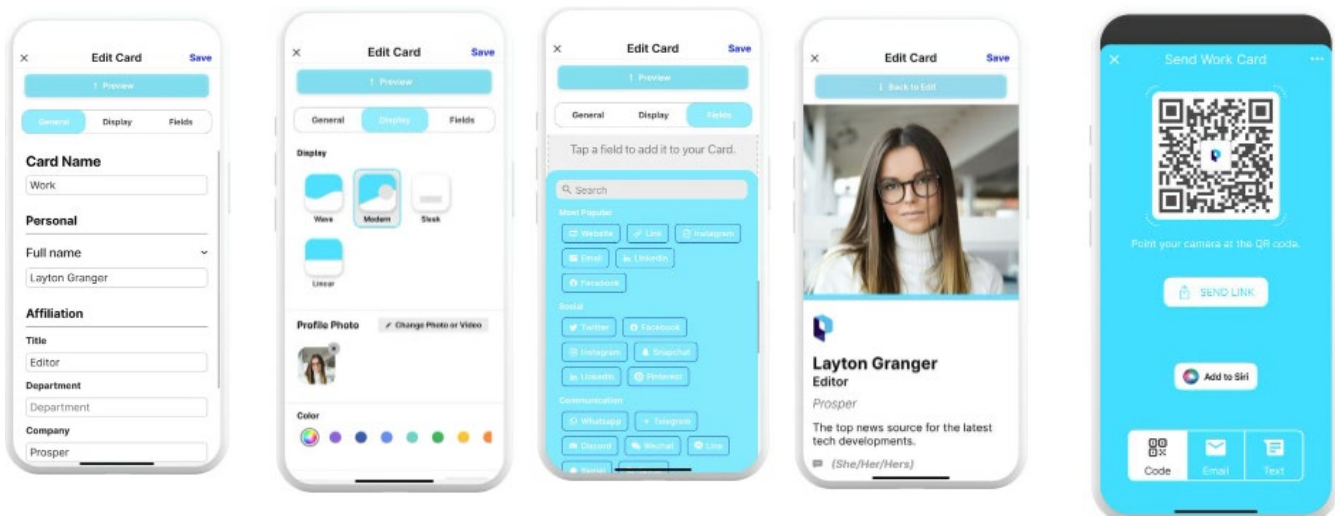 Edit Card
Save
↑ Preview
General
Display
Fields
Card Name
Work
Personal
Full name
Layton Granger
Affiliation
Title
Editor
Department
Department
Company
Prosper
Edit Card
Save
↑ Preview
General
Display
Fields
Display
Wave
Modern
Sleek
Linear
Profile Photo
Change Photo or Video
Color
Edit Card
Save
↑ Preview
General
Display
Fields
Tap a field to add it to your Card.
Search
Most Popular
Website
Link
Instagram
Email
LinkedIn
Facebook
Social
Twitter
Facebook
Instagram
Snapchat
LinkedIn
Pinterest
Communication
Whatsapp
Telegram
Discord
Wechat
Line
Edit Card
Save
↓ Back to Edit
Layton Granger
Editor
Prosper
The top news source for the latest
tech developments.
(She/Her/Hers)
Send Work Card
Point your camera at the QR code.
SEND LINK
Add to Siri
Code
Email
Text